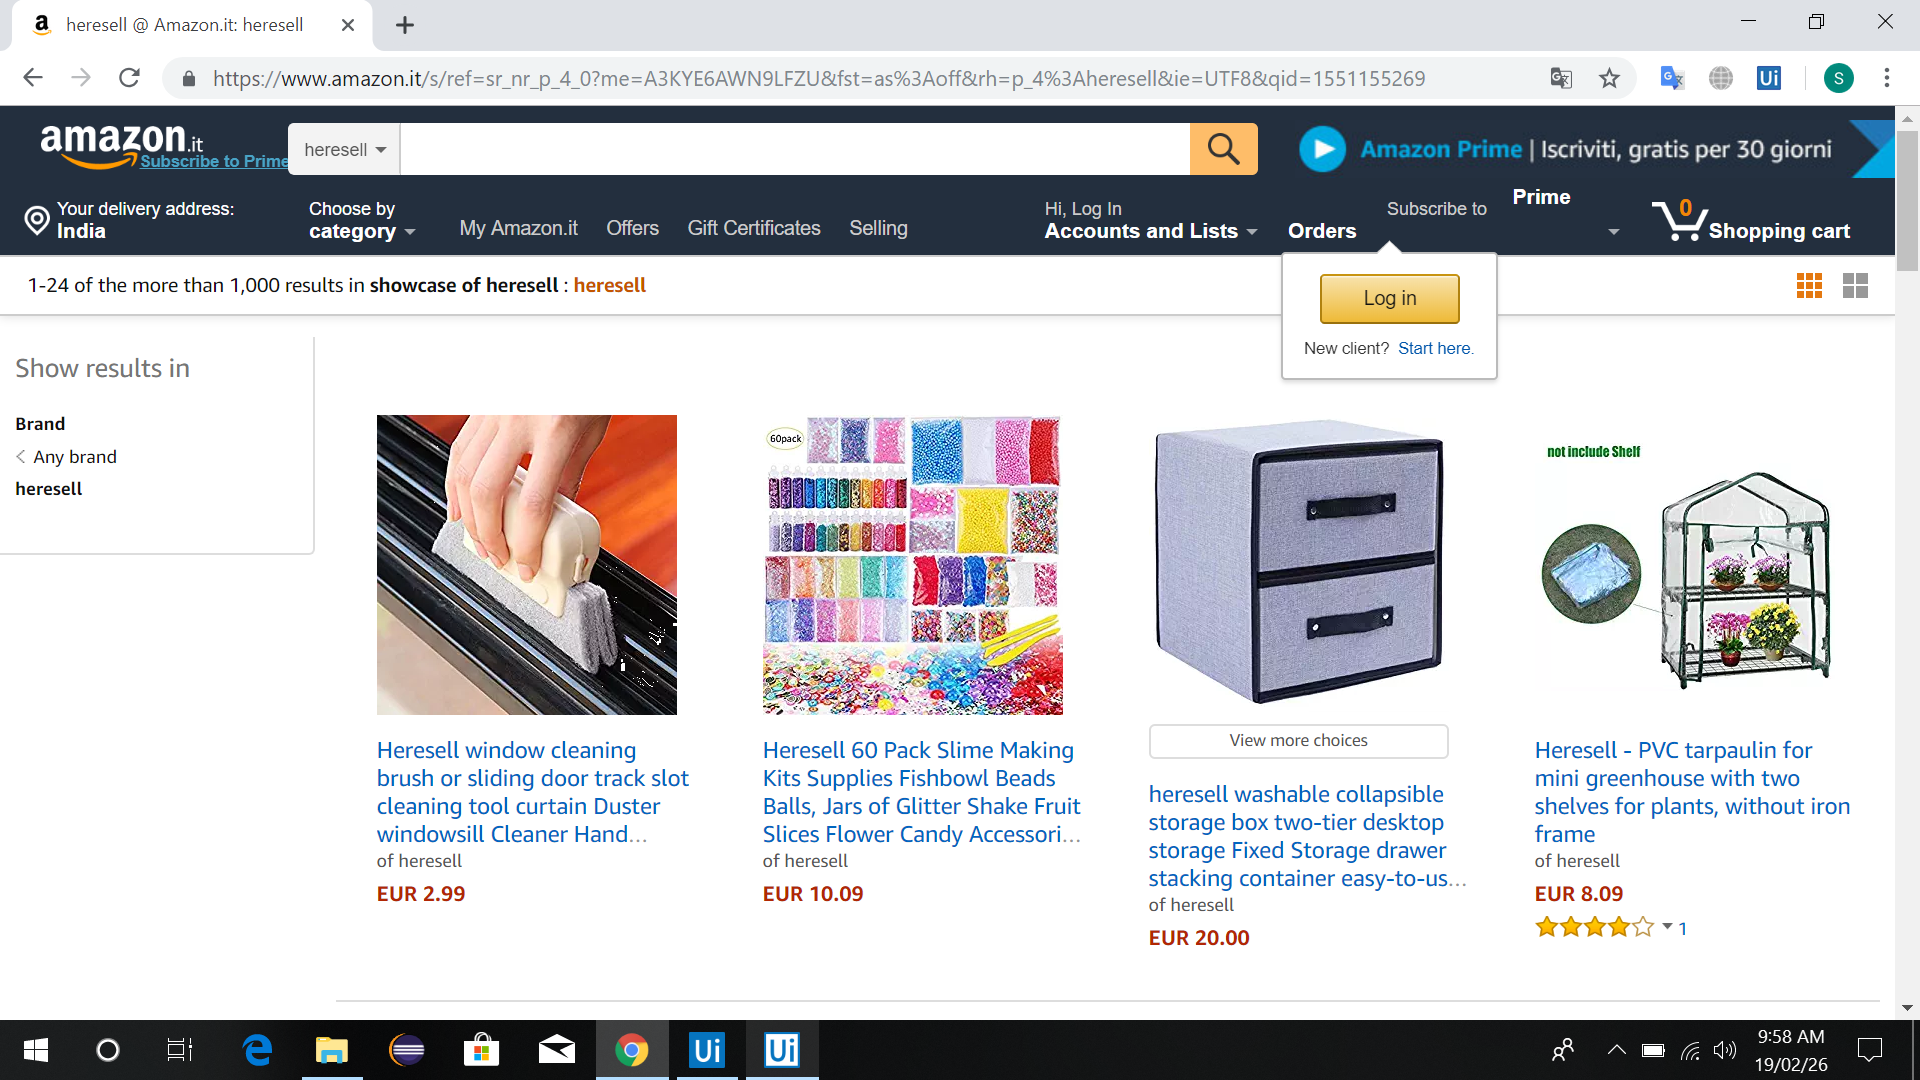 heresell @ Amazon.it: heresell
https://www.amazon.it/s/ref=sr_nr_p_4_0?me=A3KYE6AWN9LFZU&fst=as%3Aoff&rh=p_4%3Aheresell&ie=UTF8&qid=1551155269
Ui
S
amazon.it
Subscribe to Prime
heresell
Amazon Prime | Iscriviti, gratis per 30 giorni
Your delivery address:
India
Choose by
category
My Amazon.it
Offers
Gift Certificates
Selling
Hi, Log In
Accounts and Lists
Orders
Subscribe to
Prime
0
Shopping cart
1-24 of the more than 1,000 results in showcase of heresell : heresell
Log in
New client? Start here.
Show results in
Brand
Any brand
heresell
60pack
not include Shelf
Heresell window cleaning
brush or sliding door track slot
cleaning tool curtain Duster
windowsill Cleaner Hand...
of heresell
EUR 2.99
Heresell 60 Pack Slime Making
Kits Supplies Fishbowl Beads
Balls, Jars of Glitter Shake Fruit
Slices Flower Candy Accessori...
of heresell
EUR 10.09
View more choices
heresell washable collapsible
storage box two-tier desktop
storage Fixed Storage drawer
stacking container easy-to-us...
of heresell
EUR 20.00
Heresell - PVC tarpaulin for
mini greenhouse with two
shelves for plants, without iron
frame
of heresell
EUR 8.09
1
Ui
Ui
9:58 AM
19/02/26